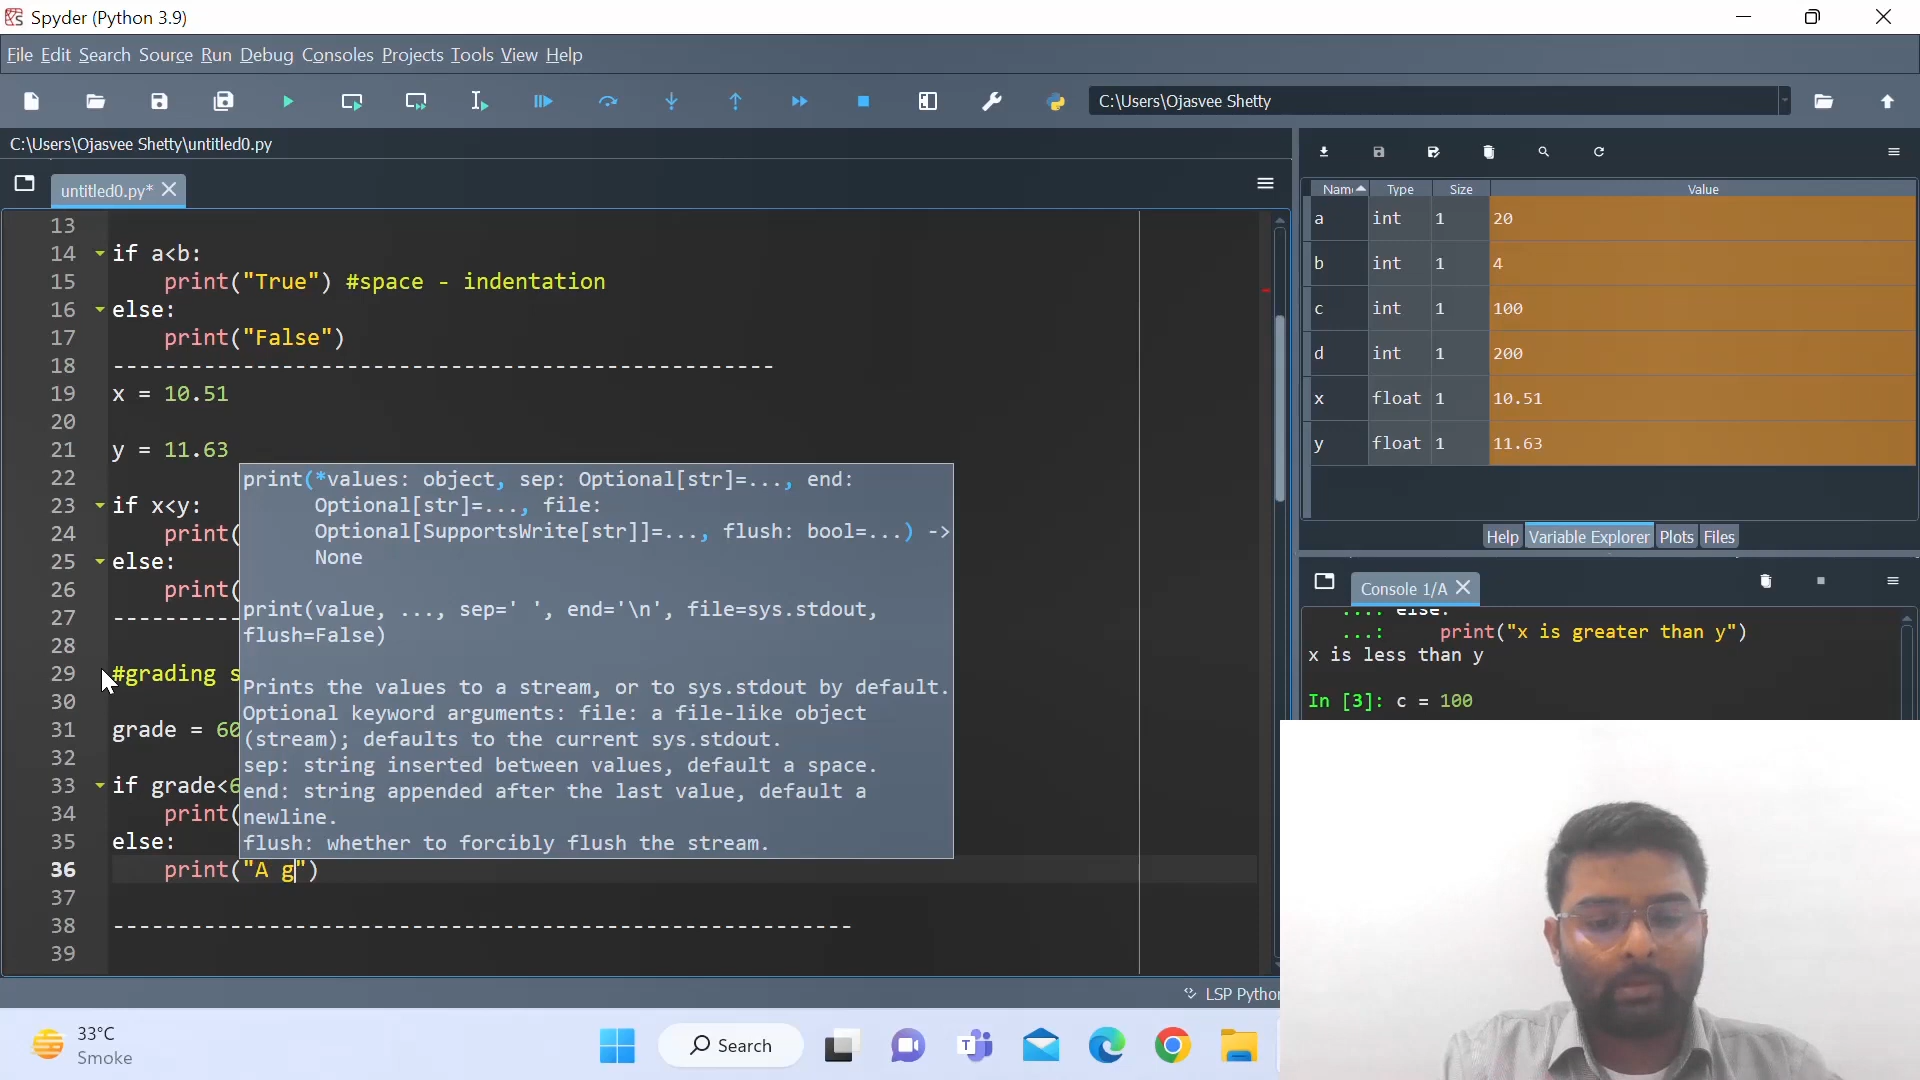 Spyder (Python 3.9)
File Edit Search Source Run Debug Consoles Projects Tools View Help
C:\Users\Ojasvee Shetty
C:\Users\Ojasvee Shetty\untitled0.py
untitled0.py*
13
14 if a<b:
15 print("True") #space - indentation
16 else:
17 print("False")
18 ---------------------------------------------------
19 x = 10.51
20
21 y = 11.63
22
23 if x<y:
24 print(
25 else:
26 print(
27 ----------
28
29 #grading s
30
31 grade = 60
32
33 if grade<6
34 print(
35 else:
36 print("A g")
37
38 ---------------------------------------------------------
39
print(*values: object, sep: Optional[str]=..., end:
Optional[str]=..., file:
Optional[SupportsWrite[str]]=..., flush: bool=...) ->
None
print(value, ..., sep=' ', end='\n', file=sys.stdout,
flush=False)
Prints the values to a stream, or to sys.stdout by default.
Optional keyword arguments: file: a file-like object
(stream); defaults to the current sys.stdout.
sep: string inserted between values, default a space.
end: string appended after the last value, default a
newline.
flush: whether to forcibly flush the stream.
Name Type Size Value
a int 1 20
b int 1 4
c int 1 100
d int 1 200
x float 1 10.51
y float 1 11.63
Help Variable Explorer Plots Files
Console 1/A
...: else:
...: print("x is greater than y")
x is less than y
In [3]: c = 100
LSP Python
33°C
Smoke
Search